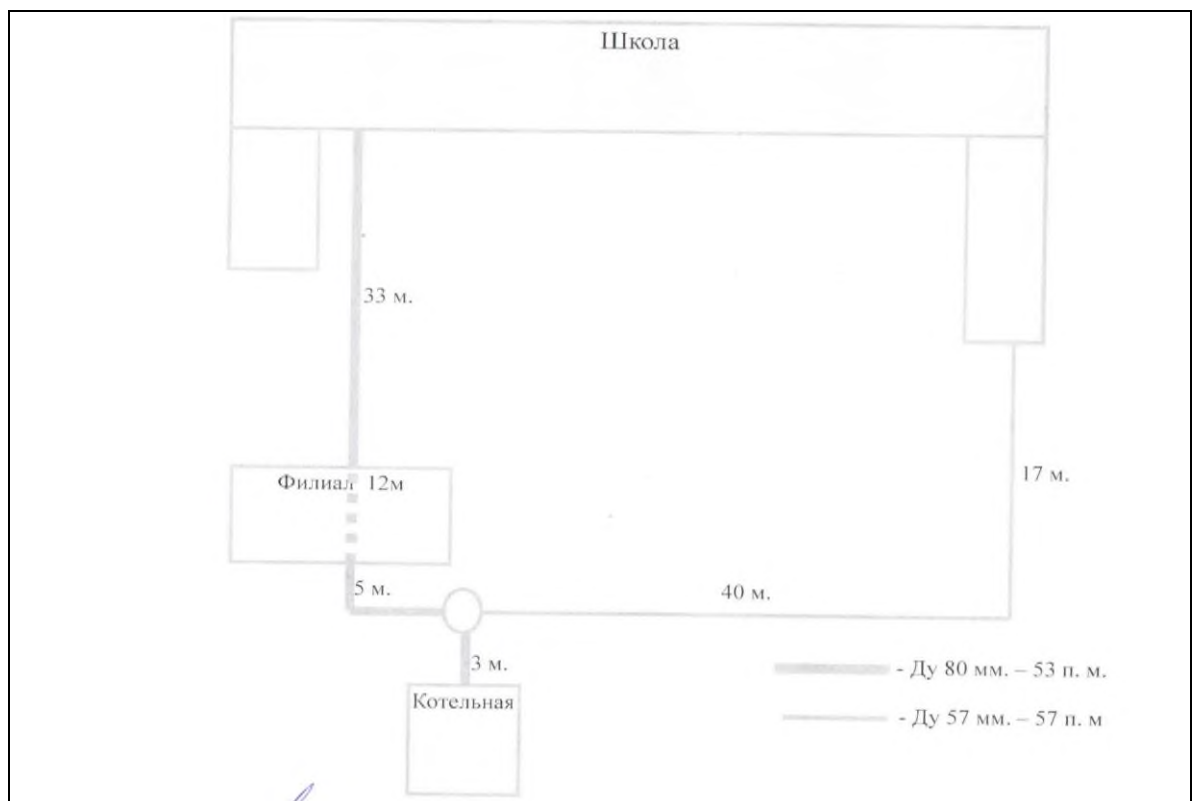 Школа
33 м.
Филиал 12м
17 м.
5 м.
40 м.
3 м.
- Ду 80 мм. – 53 п. м.
Котельная
- Ду 57 мм. – 57 п. м